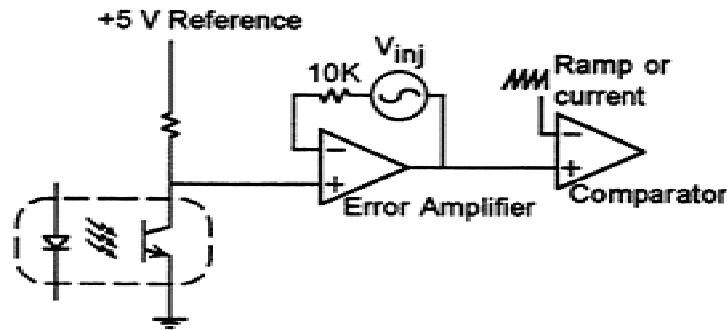 +5 V Reference
Vinj
10K
Ramp or
current
Error Amplifier
Comparator